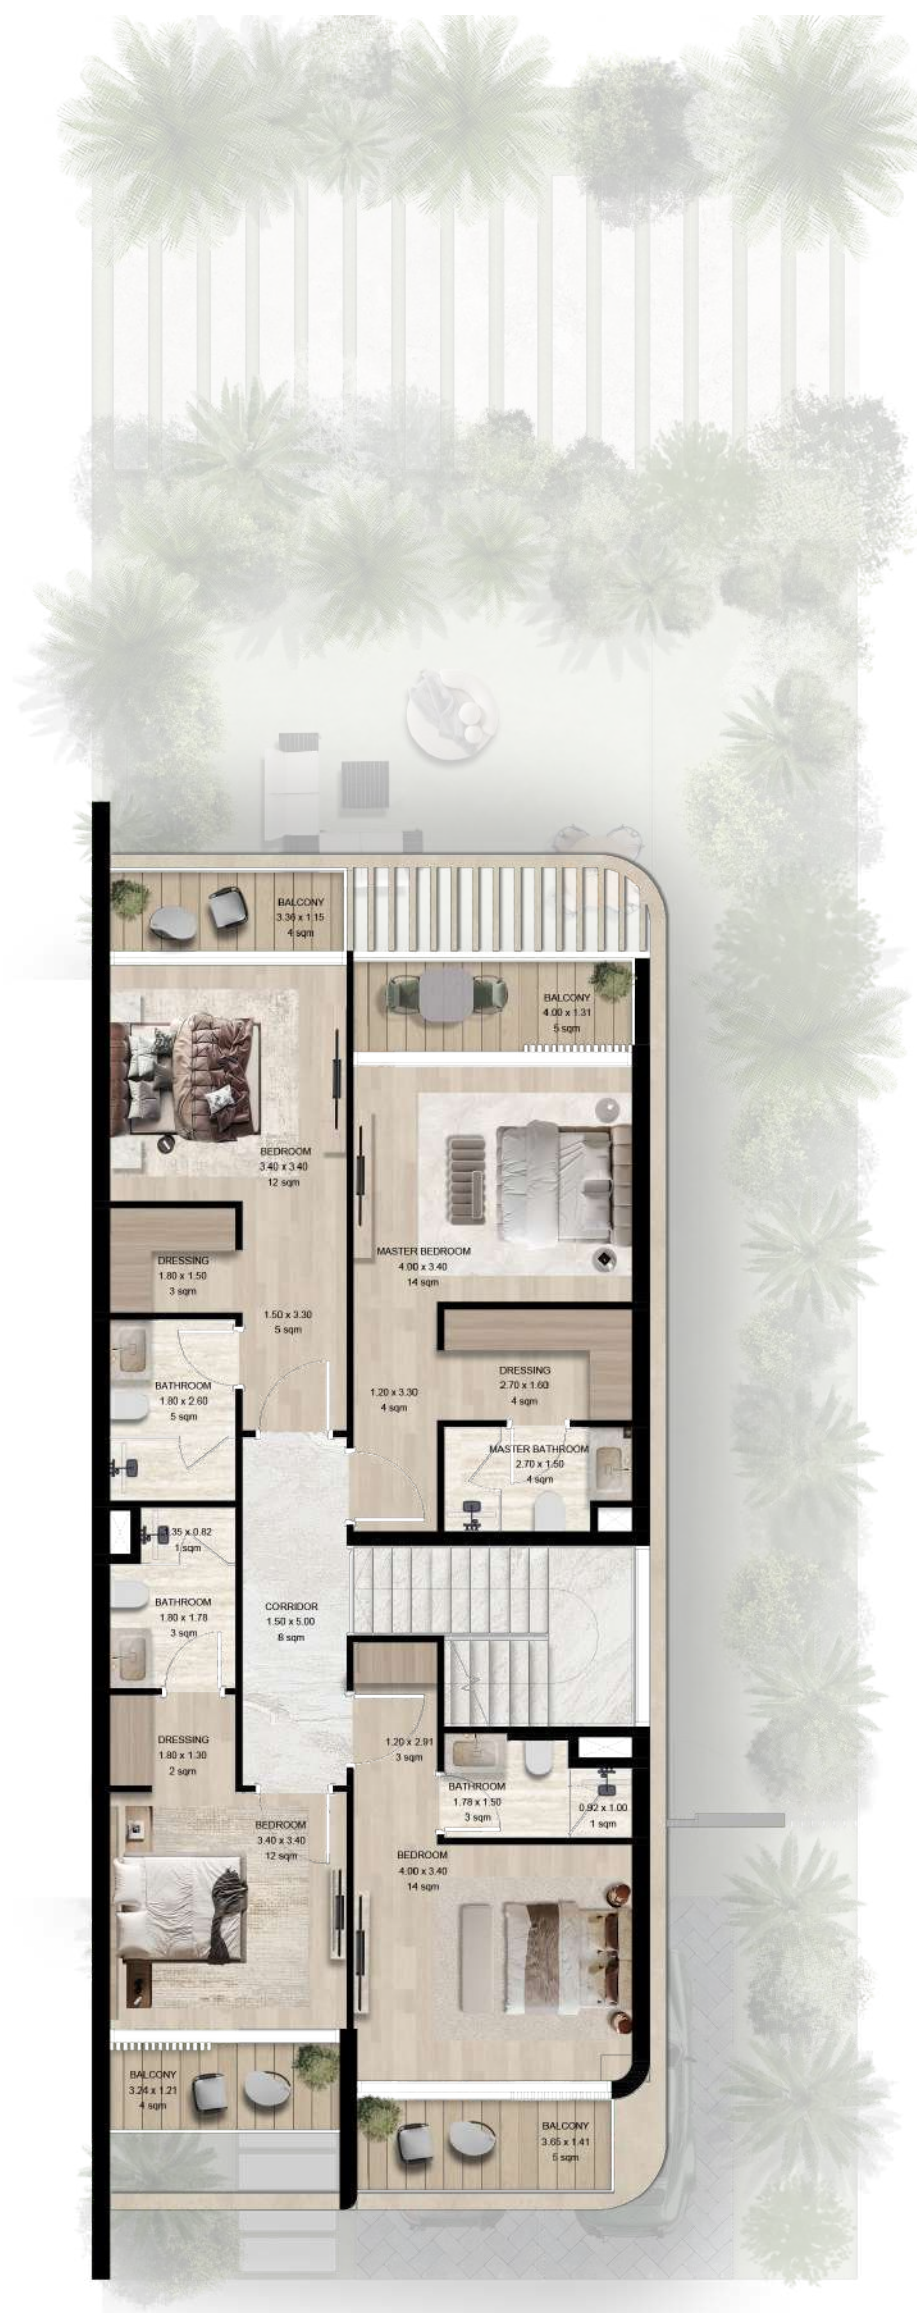 BALCONY
3.36 x 1.15
4 sqm
BALCONY
4.00 x 1.31
5 sqm
BEDROOM
3.40 x 3.40
12 sqm
MASTER BEDROOM
4.00 x 3.40
14 sqm
DRESSING
1.80 x 1.50
3 sqm
1.50 x 3.30
5 sqm
DRESSING
2.70 x 1.60
4 sqm
BATHROOM
1.80 x 2.60
5 sqm
1.20 x 3.30
4 sqm
MASTER BATHROOM
2.70 x 1.50
4 sqm
1.35 x 0.82
1 sqm
BATHROOM
1.80 x 1.78
3 sqm
CORRIDOR
1.50 x 5.00
8 sqm
DRESSING
1.80 x 1.30
2 sqm
1.20 x 2.91
3 sqm
BATHROOM
1.78 x 1.50
3 sqm
0.92 x 1.00
1 sqm
BEDROOM
3.40 x 3.40
12 sqm
BEDROOM
4.00 x 3.40
14 sqm
BALCONY
3.24 x 1.21
4 sqm
BALCONY
3.65 x 1.41
5 sqm